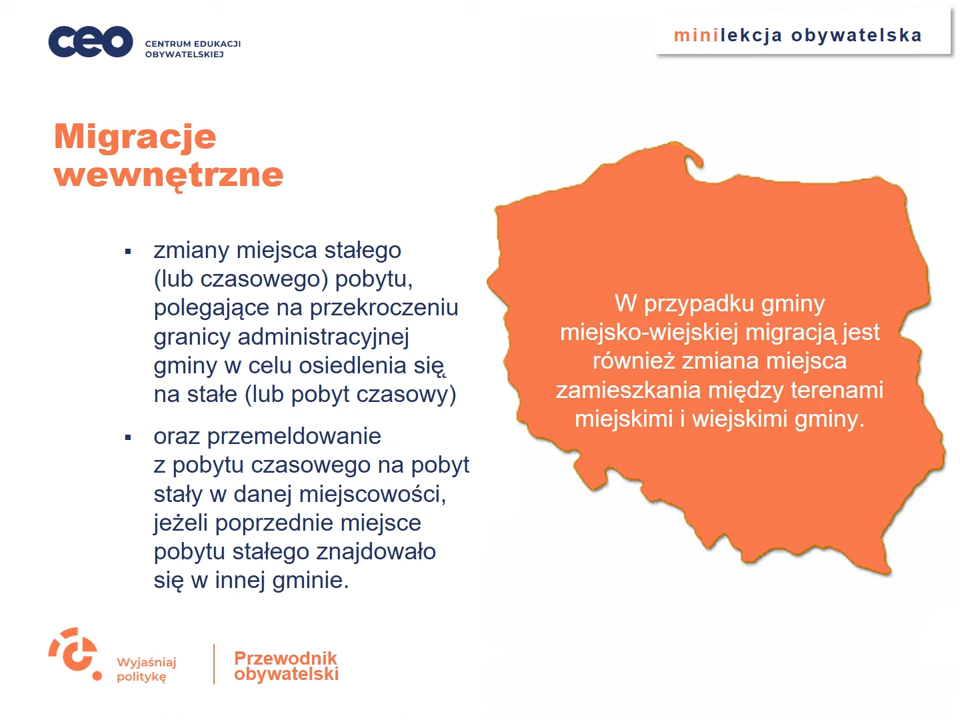 ceo CENTRUM EDUKACJI
OBYWATELSKIEJ
minilekcja obywatelska
Migracje
wewnętrzne
▪ zmiany miejsca stałego
(lub czasowego) pobytu,
polegające na przekroczeniu
granicy administracyjnej
gminy w celu osiedlenia się
na stałe (lub pobyt czasowy)
▪ oraz przemeldowanie
z pobytu czasowego na pobyt
stały w danej miejscowości,
jeżeli poprzednie miejsce
pobytu stałego znajdowało
się w innej gminie.
W przypadku gminy
miejsko-wiejskiej migracją jest
również zmiana miejsca
zamieszkania między terenami
miejskimi i wiejskimi gminy.
Wyjaśniaj
politykę
Przewodnik
obywatelski